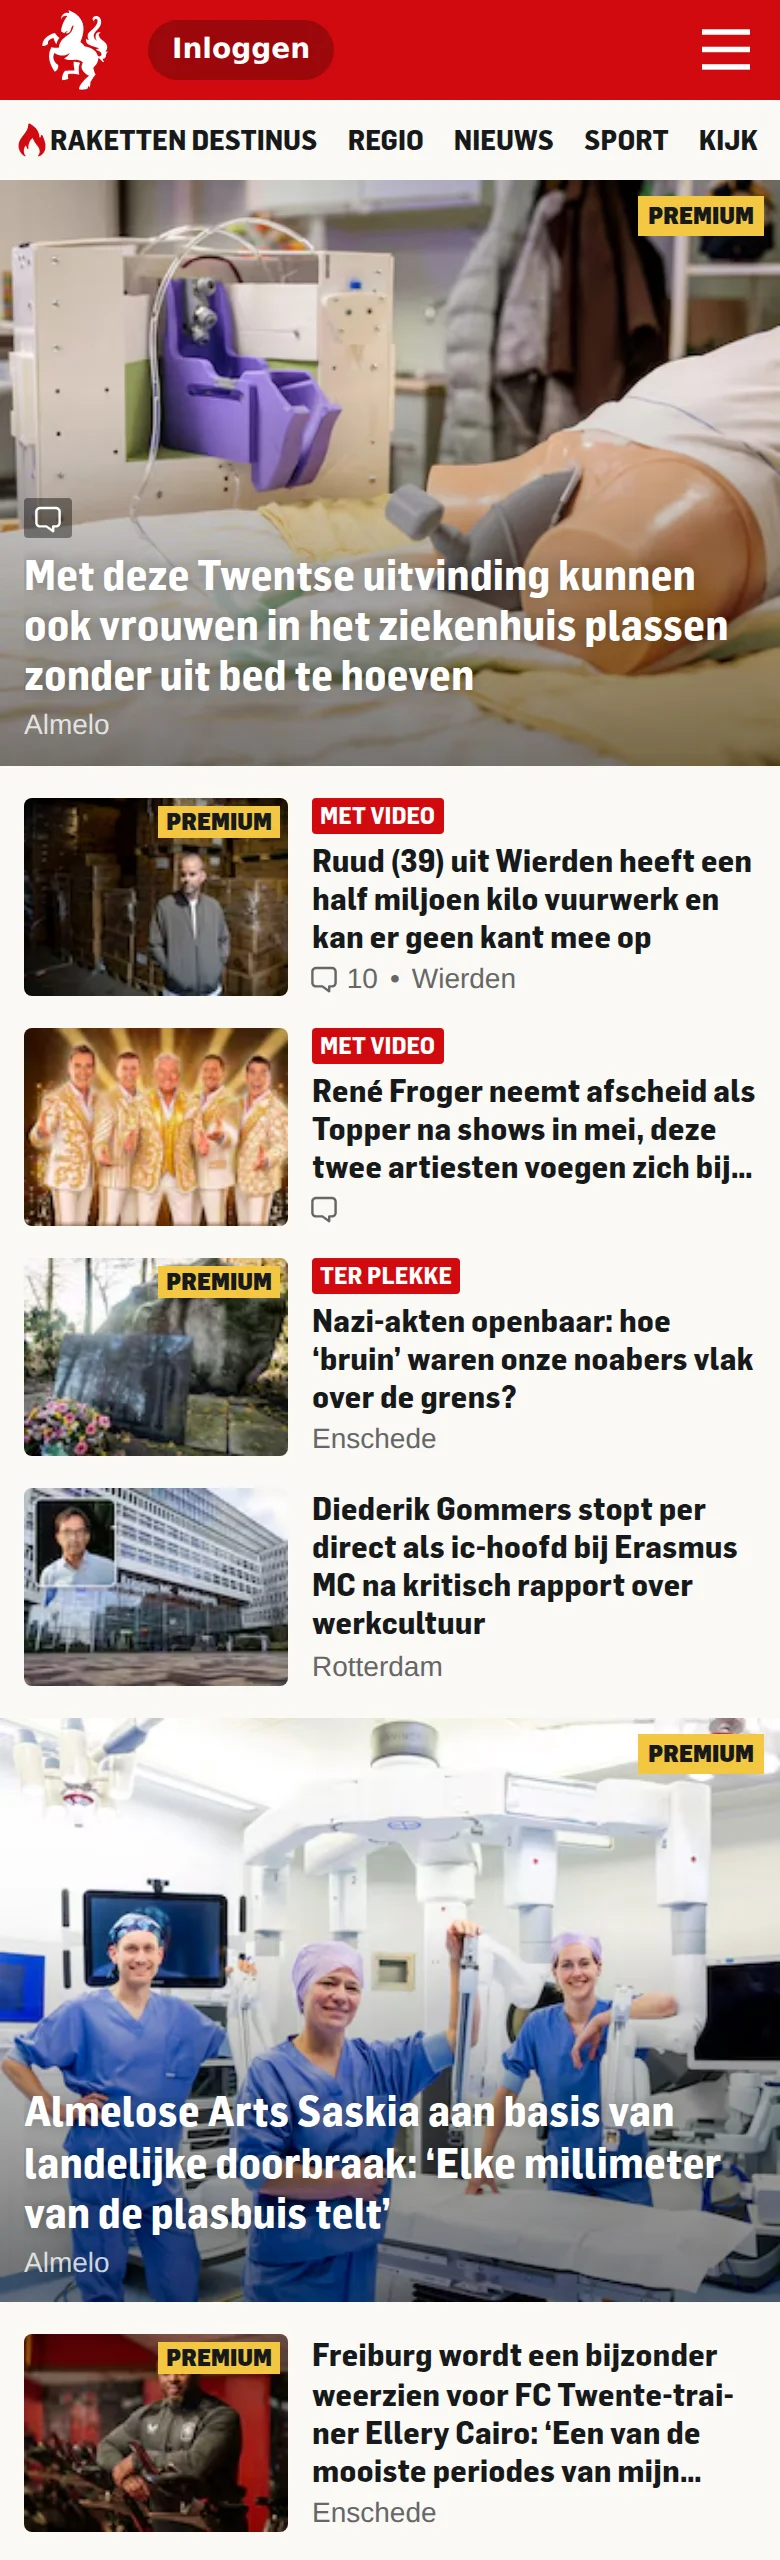 Inloggen
RAKETTEN DESTINUS REGIO NIEUWS SPORT KIJK
PREMIUM
Met deze Twentse uitvinding kunnen
ook vrouwen in het ziekenhuis plassen
zonder uit bed te hoeven
Almelo
PREMIUM
MET VIDEO
Ruud (39) uit Wierden heeft een
half miljoen kilo vuurwerk en
kan er geen kant mee op
10 • Wierden
MET VIDEO
René Froger neemt afscheid als
Topper na shows in mei, deze
twee artiesten voegen zich bij...
PREMIUM
TER PLEKKE
Nazi-akten openbaar: hoe
‘bruin’ waren onze noabers vlak
over de grens?
Enschede
Diederik Gommers stopt per
direct als ic-hoofd bij Erasmus
MC na kritisch rapport over
werkcultuur
Rotterdam
PREMIUM
Almelose Arts Saskia aan basis van
landelijke doorbraak: ‘Elke millimeter
van de plasbuis telt’
Almelo
PREMIUM
Freiburg wordt een bijzonder
weerzien voor FC Twente-trai-
ner Ellery Cairo: ‘Een van de
mooiste periodes van mijn...
Enschede